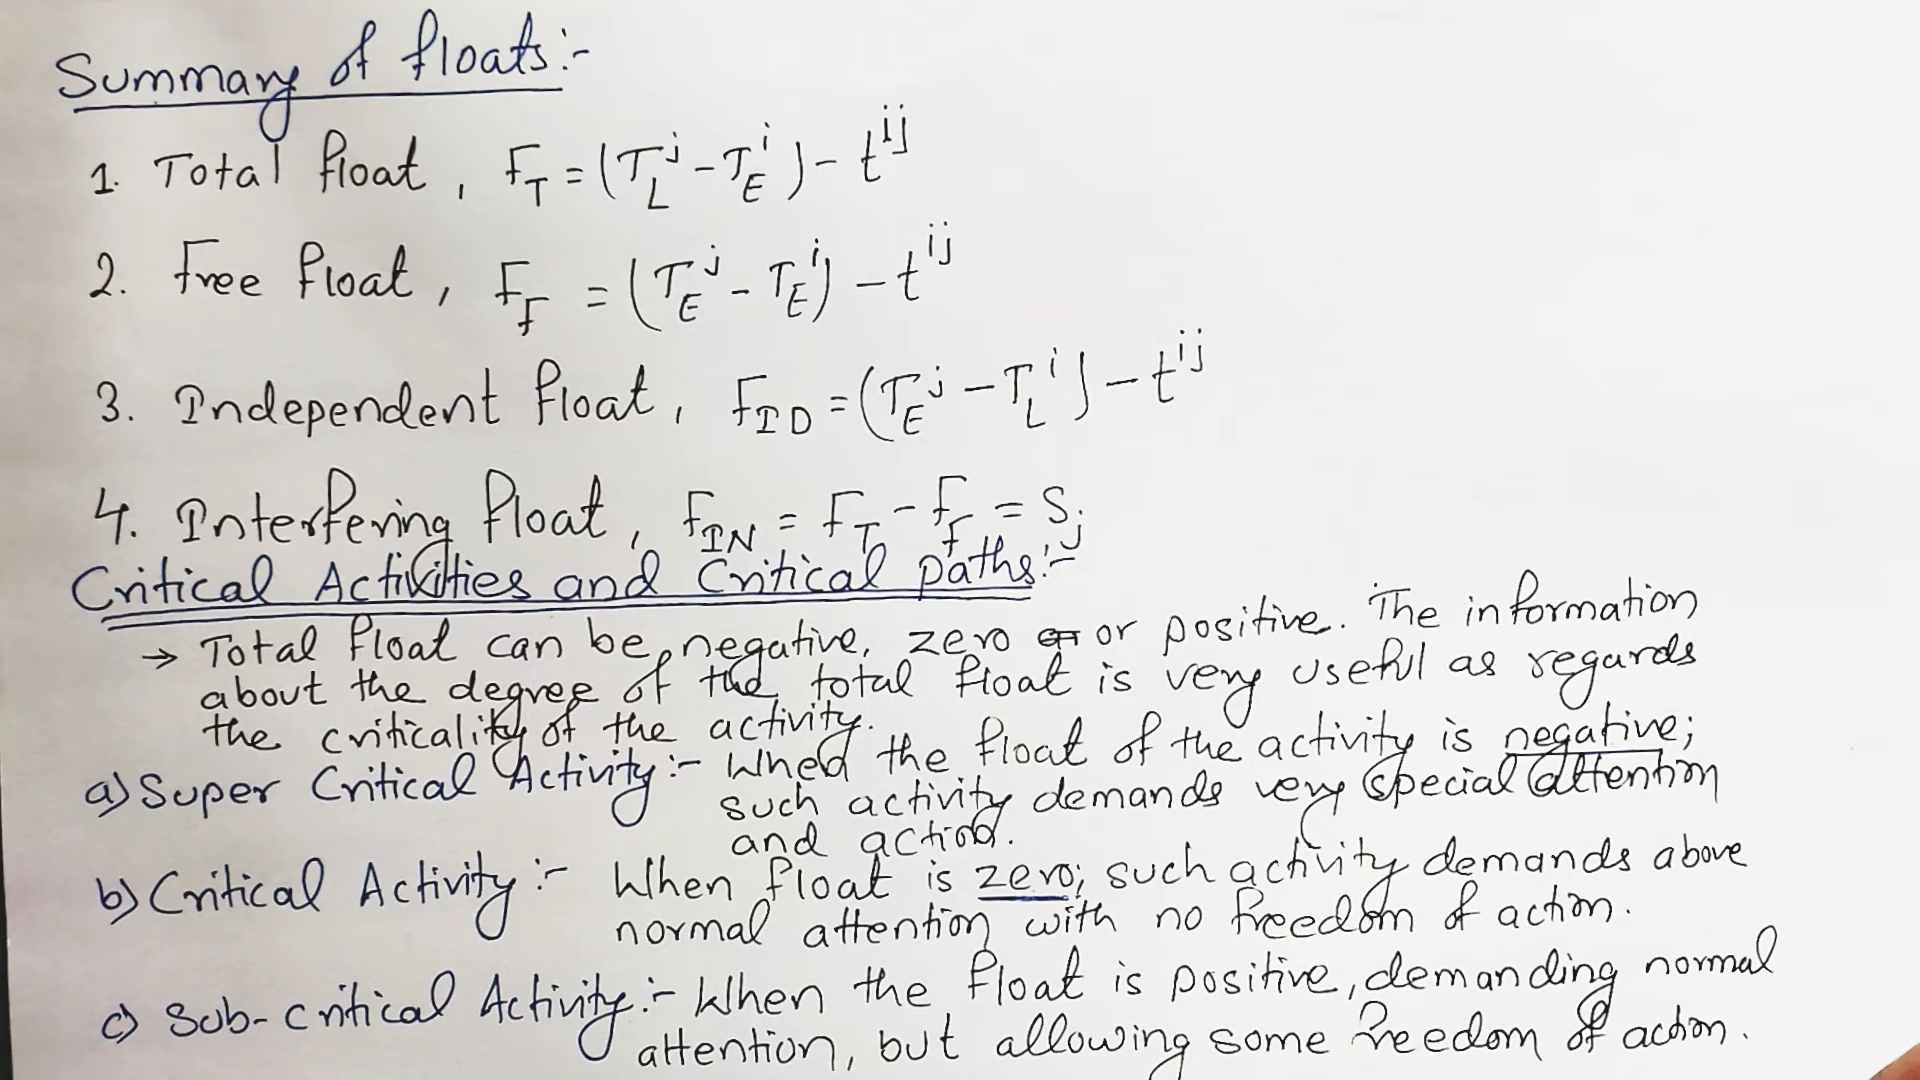 Summary of floats:-
1. Total float, F_T = (T_L^j - T_E^i) - t^ij
2. Free float, F_F = (T_E^j - T_E^i) - t^ij
3. Independent float, F_ID = (T_E^j - T_L^i) - t^ij
4. Interfering float, F_IN = F_T - F_F = S_j
Critical Activities and Critical paths:-
→ Total float can be negative, zero or positive. The information
about the degree of the total float is very useful as regards
the criticality of the activity.
a) Super Critical Activity:- When the float of the activity is negative;
such activity demands very special attention
and action.
b) Critical Activity:- When float is zero; such activity demands above
normal attention with no freedom of action.
c) Sub-critical Activity:- When the float is positive, demanding normal
attention, but allowing some freedom of action.